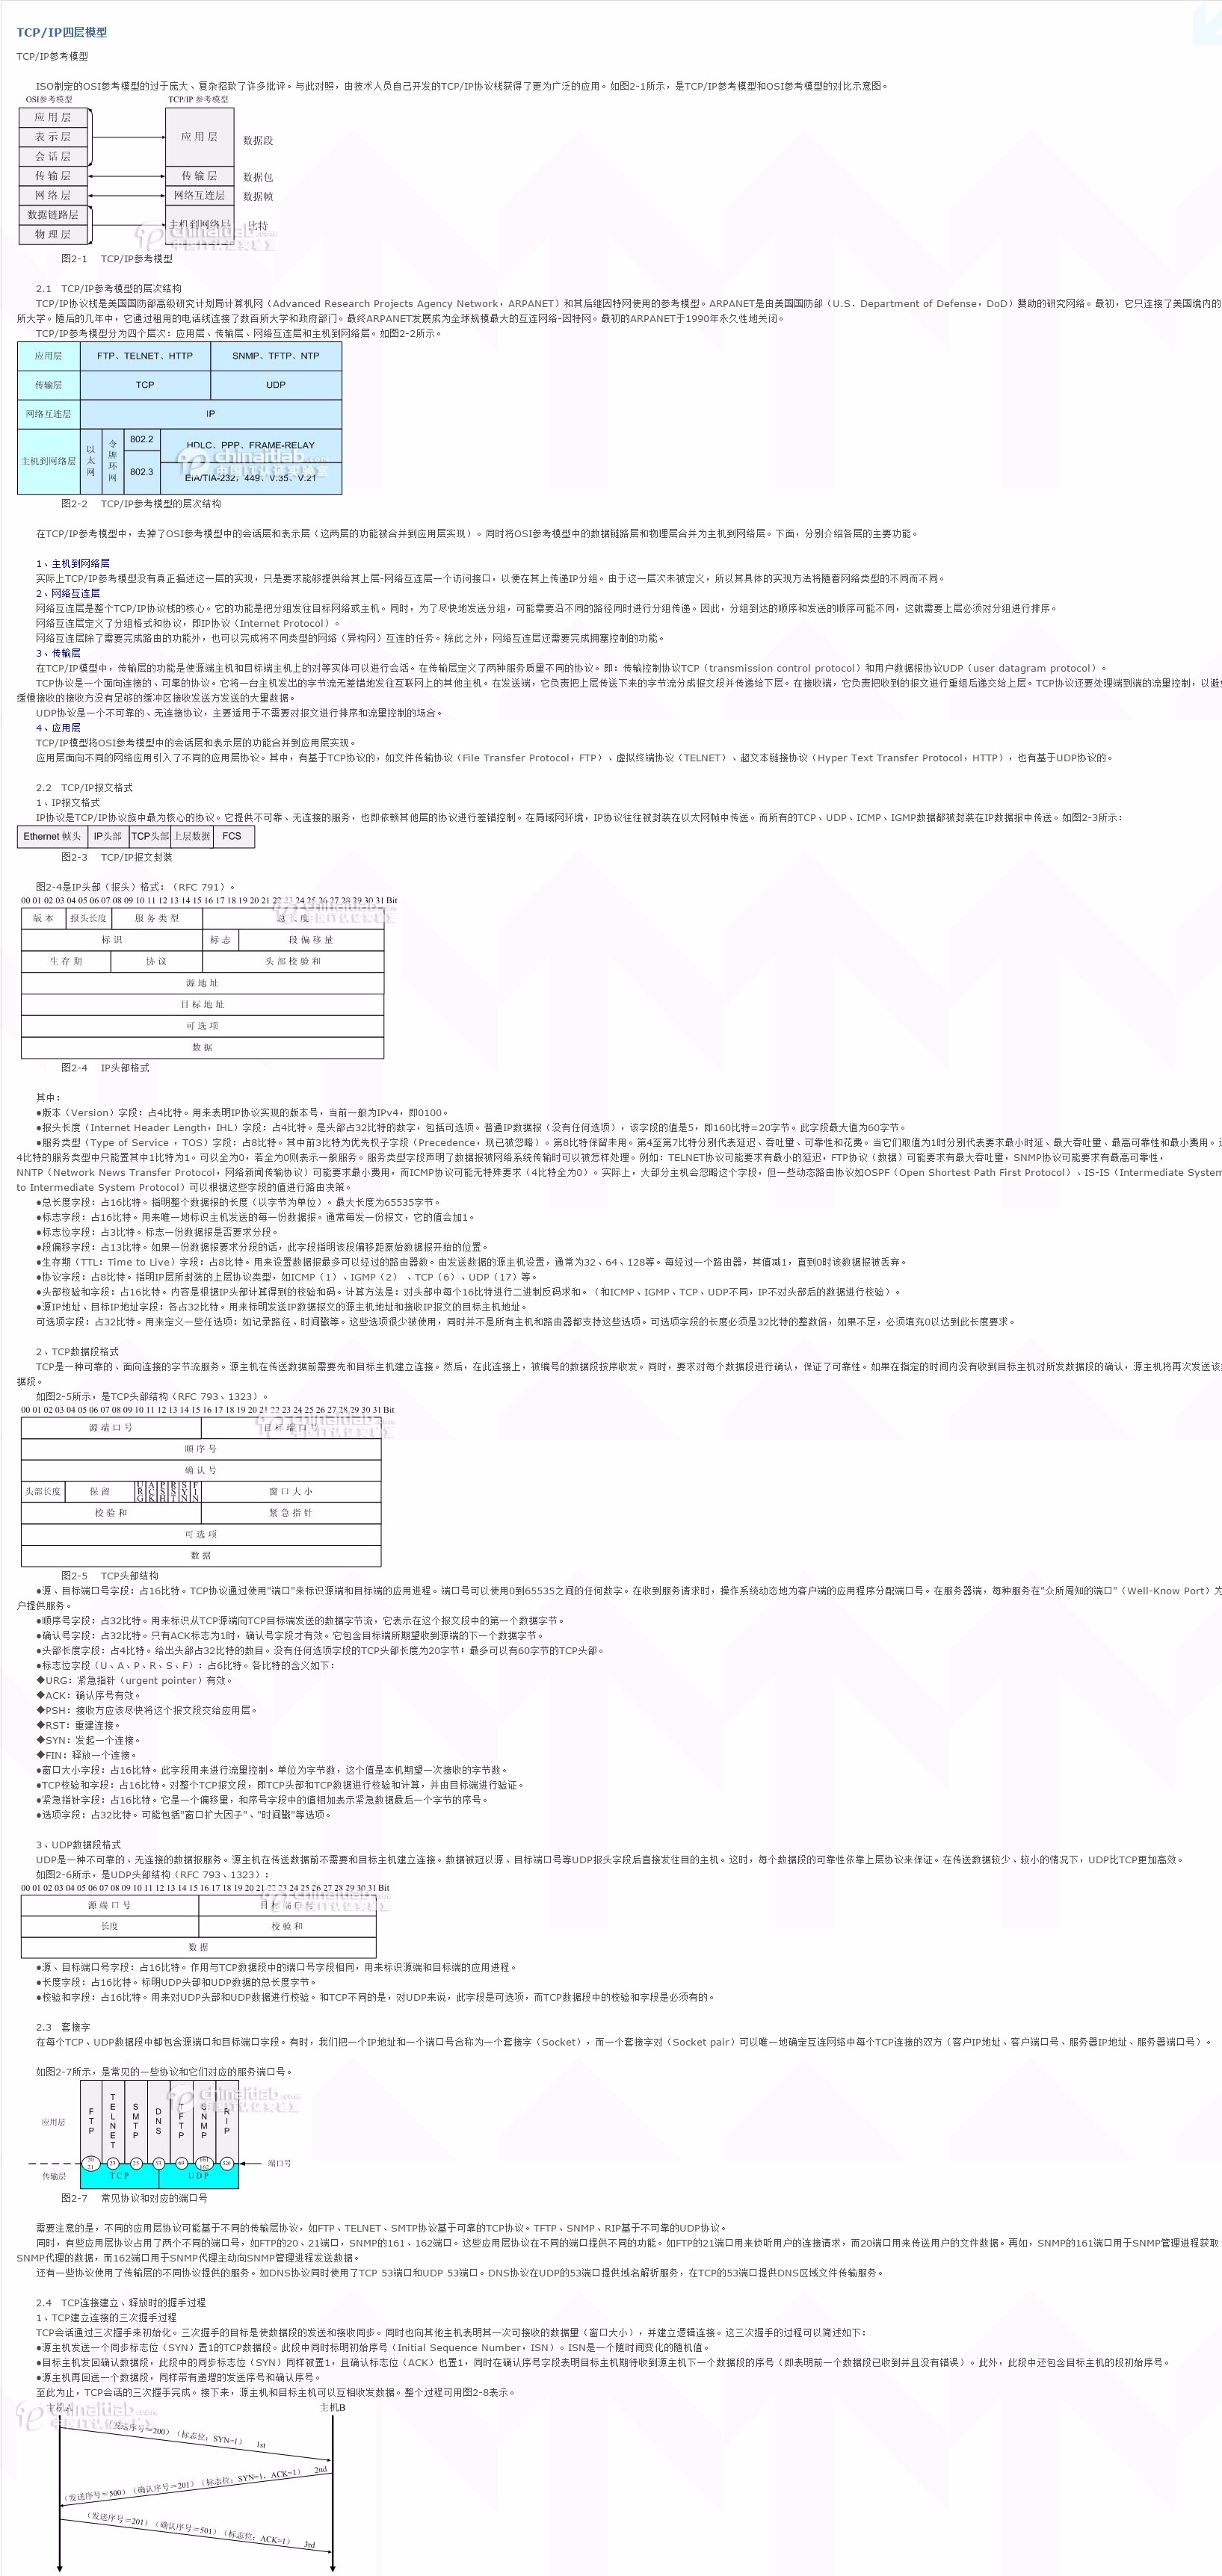 TCP/IP四层模型
TCP/IP参考模型
ISO制定的OSI参考模型的过于庞大、复杂招致了许多批评。与此对照，由技术人员自己开发的TCP/IP协议栈获得了更为广泛的应用。如图2-1所示，是TCP/IP参考模型和OSI参考模型的对比示意图。
OSI参考模型 TCP/IP 参考模型
应用层
表示层 应用层 数据段
会话层
传输层 传输层 数据包
网络层 网络互连层 数据帧
数据链路层
主机到网络层 比特
物理层
图2-1 TCP/IP参考模型
2.1 TCP/IP参考模型的层次结构
TCP/IP协议栈是美国国防部高级研究计划局计算机网（Advanced Research Projects Agency Network，ARPANET）和其后继因特网使用的参考模型。ARPANET是由美国国防部（U.S．Department of Defense，DoD）赞助的研究网络。最初，它只连接了美国境内的
所大学。随后的几年中，它通过租用的电话线连接了数百所大学和政府部门。最终ARPANET发展成为全球规模最大的互连网络-因特网。最初的ARPANET于1990年永久性地关闭。
TCP/IP参考模型分为四个层次：应用层、传输层、网络互连层和主机到网络层。如图2-2所示。
应用层 FTP、TELNET、HTTP SNMP、TFTP、NTP
传输层 TCP UDP
网络互连层 IP
主机到网络层 以太网 令牌环网 802.2 802.3 HDLC、PPP、FRAME-RELAY
EIA/TIA-232，449、V.35、V.21
图2-2 TCP/IP参考模型的层次结构
在TCP/IP参考模型中，去掉了OSI参考模型中的会话层和表示层（这两层的功能被合并到应用层实现）。同时将OSI参考模型中的数据链路层和物理层合并为主机到网络层。下面，分别介绍各层的主要功能。
1、主机到网络层
实际上TCP/IP参考模型没有真正描述这一层的实现，只是要求能够提供给其上层-网络互连层一个访问接口，以便在其上传递IP分组。由于这一层次未被定义，所以其具体的实现方法将随着网络类型的不同而不同。
2、网络互连层
网络互连层是整个TCP/IP协议栈的核心。它的功能是把分组发往目标网络或主机。同时，为了尽快地发送分组，可能需要沿不同的路径同时进行分组传递。因此，分组到达的顺序和发送的顺序可能不同，这就需要上层必须对分组进行排序。
网络互连层定义了分组格式和协议，即IP协议（Internet Protocol）。
网络互连层除了需要完成路由的功能外，也可以完成将不同类型的网络（异构网）互连的任务。除此之外，网络互连层还需要完成拥塞控制的功能。
3、传输层
在TCP/IP模型中，传输层的功能是使源端主机和目标端主机上的对等实体可以进行会话。在传输层定义了两种服务质量不同的协议。即：传输控制协议TCP（transmission control protocol）和用户数据报协议UDP（user datagram protocol）。
TCP协议是一个面向连接的、可靠的协议。它将一台主机发出的字节流无差错地发往互联网上的其他主机。在发送端，它负责把上层传送下来的字节流分成报文段并传递给下层。在接收端，它负责把收到的报文进行重组后递交给上层。TCP协议还要处理端到端的流量控制，以避
缓慢接收的接收方没有足够的缓冲区接收发送方发送的大量数据。
UDP协议是一个不可靠的、无连接协议，主要适用于不需要对报文进行排序和流量控制的场合。
4、应用层
TCP/IP模型将OSI参考模型中的会话层和表示层的功能合并到应用层实现。
应用层面向不同的网络应用引入了不同的应用层协议。其中，有基于TCP协议的，如文件传输协议（File Transfer Protocol，FTP）、虚拟终端协议（TELNET）、超文本链接协议（Hyper Text Transfer Protocol，HTTP），也有基于UDP协议的。
2.2 TCP/IP报文格式
1、IP报文格式
IP协议是TCP/IP协议族中最为核心的协议。它提供不可靠、无连接的服务，也即依赖其他层的协议进行差错控制。在局域网环境，IP协议往往被封装在以太网帧中传送。而所有的TCP、UDP、ICMP、IGMP数据都被封装在IP数据报中传送。如图2-3所示：
Ethernet 帧头 IP头部 TCP头部 上层数据 FCS
图2-3 TCP/IP报文封装
图2-4是IP头部（报头）格式：（RFC 791）。
00 01 02 03 04 05 06 07 08 09 10 11 12 13 14 15 16 17 18 19 20 21 22 23 24 25 26 27 28 29 30 31 Bit
版本 报头长度 服务类型 总长度
标识 标志 段偏移量
生存期 协议 头部校验和
源地址
目标地址
可选项
数据
图2-4 IP头部格式
其中：
●版本（Version）字段：占4比特。用来表明IP协议实现的版本号，当前一般为IPv4，即0100。
●报头长度（Internet Header Length，IHL）字段：占4比特。是头部占32比特的数字，包括可选项。普通IP数据报（没有任何选项），该字段的值是5，即160比特=20字节。此字段最大值为60字节。
●服务类型（Type of Service ，TOS）字段：占8比特。其中前3比特为优先权子字段（Precedence，现已被忽略）。第8比特保留未用。第4至第7比特分别代表延迟、吞吐量、可靠性和花费。当它们取值为1时分别代表要求最小时延、最大吞吐量、最高可靠性和最小费用。这
4比特的服务类型中只能置其中1比特为1。可以全为0，若全为0则表示一般服务。服务类型字段声明了数据报被网络系统传输时可以被怎样处理。例如：TELNET协议可能要求有最小的延迟，FTP协议（数据）可能要求有最大吞吐量，SNMP协议可能要求有最高可靠性，
NNTP（Network News Transfer Protocol，网络新闻传输协议）可能要求最小费用，而ICMP协议可能无特殊要求（4比特全为0）。实际上，大部分主机会忽略这个字段，但一些动态路由协议如OSPF（Open Shortest Path First Protocol）、IS-IS（Intermediate System
to Intermediate System Protocol）可以根据这些字段的值进行路由决策。
●总长度字段：占16比特。指明整个数据报的长度（以字节为单位）。最大长度为65535字节。
●标志字段：占16比特。用来唯一地标识主机发送的每一份数据报。通常每发一份报文，它的值会加1。
●标志位字段：占3比特。标志一份数据报是否要求分段。
●段偏移字段：占13比特。如果一份数据报要求分段的话，此字段指明该段偏移距原始数据报开始的位置。
●生存期（TTL：Time to Live）字段：占8比特。用来设置数据报最多可以经过的路由器数。由发送数据的源主机设置，通常为32、64、128等。每经过一个路由器，其值减1，直到0时该数据报被丢弃。
●协议字段：占8比特。指明IP层所封装的上层协议类型，如ICMP（1）、IGMP（2） 、TCP（6）、UDP（17）等。
●头部校验和字段：占16比特。内容是根据IP头部计算得到的校验和码。计算方法是：对头部中每个16比特进行二进制反码求和。（和ICMP、IGMP、TCP、UDP不同，IP不对头部后的数据进行校验）。
●源IP地址、目标IP地址字段：各占32比特。用来标明发送IP数据报文的源主机地址和接收IP报文的目标主机地址。
可选项字段：占32比特。用来定义一些任选项：如记录路径、时间戳等。这些选项很少被使用，同时并不是所有主机和路由器都支持这些选项。可选项字段的长度必须是32比特的整数倍，如果不足，必须填充0以达到此长度要求。
2、TCP数据段格式
TCP是一种可靠的、面向连接的字节流服务。源主机在传送数据前需要先和目标主机建立连接。然后，在此连接上，被编号的数据段按序收发。同时，要求对每个数据段进行确认，保证了可靠性。如果在指定的时间内没有收到目标主机对所发数据段的确认，源主机将再次发送该数
据段。
如图2-5所示，是TCP头部结构（RFC 793、1323）。
00 01 02 03 04 05 06 07 08 09 10 11 12 13 14 15 16 17 18 19 20 21 22 23 24 25 26 27 28 29 30 31 Bit
源端口号 目标端口号
顺序号
确认号
头部长度 保留 URG ACK PSH RST SYN FIN 窗口大小
校验和 紧急指针
可选项
数据
图2-5 TCP头部结构
●源、目标端口号字段：占16比特。TCP协议通过使用"端口"来标识源端和目标端的应用进程。端口号可以使用0到65535之间的任何数字。在收到服务请求时，操作系统动态地为客户端的应用程序分配端口号。在服务器端，每种服务在"众所周知的端口"（Well-Know Port）为
户提供服务。
●顺序号字段：占32比特。用来标识从TCP源端向TCP目标端发送的数据字节流，它表示在这个报文段中的第一个数据字节。
●确认号字段：占32比特。只有ACK标志为1时，确认号字段才有效。它包含目标端所期望收到源端的下一个数据字节。
●头部长度字段：占4比特。给出头部占32比特的数目。没有任何选项字段的TCP头部长度为20字节；最多可以有60字节的TCP头部。
●标志位字段（U、A、P、R、S、F）：占6比特。各比特的含义如下：
◆URG：紧急指针（urgent pointer）有效。
◆ACK：确认序号有效。
◆PSH：接收方应该尽快将这个报文段交给应用层。
◆RST：重建连接。
◆SYN：发起一个连接。
◆FIN：释放一个连接。
●窗口大小字段：占16比特。此字段用来进行流量控制。单位为字节数，这个值是本机期望一次接收的字节数。
●TCP校验和字段：占16比特。对整个TCP报文段，即TCP头部和TCP数据进行校验和计算，并由目标端进行验证。
●紧急指针字段：占16比特。它是一个偏移量，和序号字段中的值相加表示紧急数据最后一个字节的序号。
●选项字段：占32比特。可能包括"窗口扩大因子"、"时间戳"等选项。
3、UDP数据段格式
UDP是一种不可靠的、无连接的数据报服务。源主机在传送数据前不需要和目标主机建立连接。数据被冠以源、目标端口号等UDP报头字段后直接发往目的主机。这时，每个数据段的可靠性依靠上层协议来保证。在传送数据较少、较小的情况下，UDP比TCP更加高效。
如图2-6所示，是UDP头部结构（RFC 793、1323）：
00 01 02 03 04 05 06 07 08 09 10 11 12 13 14 15 16 17 18 19 20 21 22 23 24 25 26 27 28 29 30 31 Bit
源端口号 目标端口号
长度 校验和
数据
●源、目标端口号字段：占16比特。作用与TCP数据段中的端口号字段相同，用来标识源端和目标端的应用进程。
●长度字段：占16比特。标明UDP头部和UDP数据的总长度字节。
●校验和字段：占16比特。用来对UDP头部和UDP数据进行校验。和TCP不同的是，对UDP来说，此字段是可选项，而TCP数据段中的校验和字段是必须有的。
2.3 套接字
在每个TCP、UDP数据段中都包含源端口和目标端口字段。有时，我们把一个IP地址和一个端口号合称为一个套接字（Socket），而一个套接字对（Socket pair）可以唯一地确定互连网络中每个TCP连接的双方（客户IP地址、客户端口号、服务器IP地址、服务器端口号）。
如图2-7所示，是常见的一些协议和它们对应的服务端口号。
应用层 FTP TELNET SMTP DNS TFTP SNMP RIP
20 21 23 25 53 69 161 162 520 端口号
传输层 TCP UDP
图2-7 常见协议和对应的端口号
需要注意的是，不同的应用层协议可能基于不同的传输层协议，如FTP、TELNET、SMTP协议基于可靠的TCP协议。TFTP、SNMP、RIP基于不可靠的UDP协议。
同时，有些应用层协议占用了两个不同的端口号，如FTP的20、21端口，SNMP的161、162端口。这些应用层协议在不同的端口提供不同的功能。如FTP的21端口用来侦听用户的连接请求，而20端口用来传送用户的文件数据。再如，SNMP的161端口用于SNMP管理进程获取
SNMP代理的数据，而162端口用于SNMP代理主动向SNMP管理进程发送数据。
还有一些协议使用了传输层的不同协议提供的服务。如DNS协议同时使用了TCP 53端口和UDP 53端口。DNS协议在UDP的53端口提供域名解析服务，在TCP的53端口提供DNS区域文件传输服务。
2.4 TCP连接建立、释放时的握手过程
1、TCP建立连接的三次握手过程
TCP会话通过三次握手来初始化。三次握手的目标是使数据段的发送和接收同步。同时也向其他主机表明其一次可接收的数据量（窗口大小），并建立逻辑连接。这三次握手的过程可以简述如下：
●源主机发送一个同步标志位（SYN）置1的TCP数据段。此段中同时标明初始序号（Initial Sequence Number，ISN）。ISN是一个随时间变化的随机值。
●目标主机发回确认数据段，此段中的同步标志位（SYN）同样被置1，且确认标志位（ACK）也置1，同时在确认序号字段表明目标主机期待收到源主机下一个数据段的序号（即表明前一个数据段已收到并且没有错误）。此外，此段中还包含目标主机的段初始序号。
●源主机再回送一个数据段，同样带有递增的发送序号和确认序号。
至此为止，TCP会话的三次握手完成。接下来，源主机和目标主机可以互相收发数据。整个过程可用图2-8表示。
主机A 主机B
（发送序号=200）（标志位：SYN=1） 1st
（发送序号=500）（确认序号=201）（标志位：SYN=1，ACK=1） 2nd
（发送序号=201）（确认序号=501）（标志位：ACK=1） 3rd